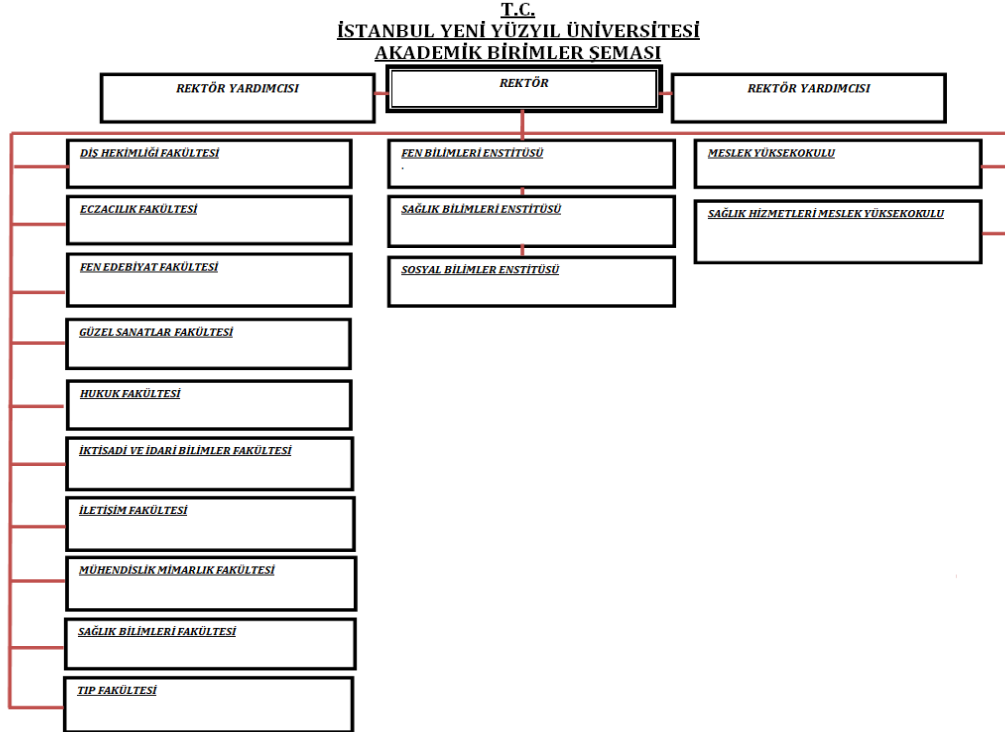 T.C.
İSTANBUL YENİ YÜZYIL ÜNİVERSİTESİ
AKADEMİK BİRİMLER ŞEMASI
REKTÖR YARDIMCISI
REKTÖR
REKTÖR YARDIMCISI
DİŞ HEKİMLİĞİ FAKÜLTESİ
ECZACILIK FAKÜLTESİ
FEN EDEBİYAT FAKÜLTESİ
GÜZEL SANATLAR FAKÜLTESİ
HUKUK FAKÜLTESİ
İKTİSADİ VE İDARİ BİLİMLER FAKÜLTESİ
İLETİŞİM FAKÜLTESİ
MÜHENDİSLİK MİMARLIK FAKÜLTESİ
SAĞLIK BİLİMLERİ FAKÜLTESİ
TIP FAKÜLTESİ
FEN BİLİMLERİ ENSTİTÜSÜ
.
SAĞLIK BİLİMLERİ ENSTİTÜSÜ
SOSYAL BİLİMLER ENSTİTÜSÜ
MESLEK YÜKSEKOKULU
SAĞLIK HİZMETLERİ MESLEK YÜKSEKOKULU